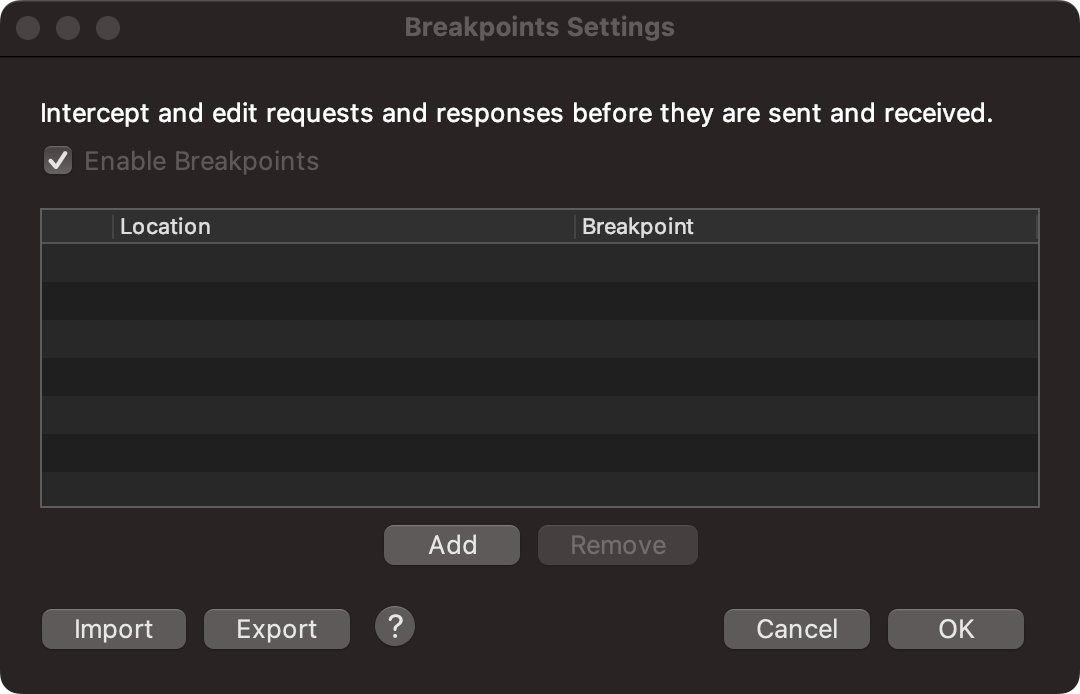 Breakpoints Settings
Intercept and edit requests and responses before they are sent and received.
Enable Breakpoints
Location Breakpoint
Add Remove
Import Export ? Cancel OK